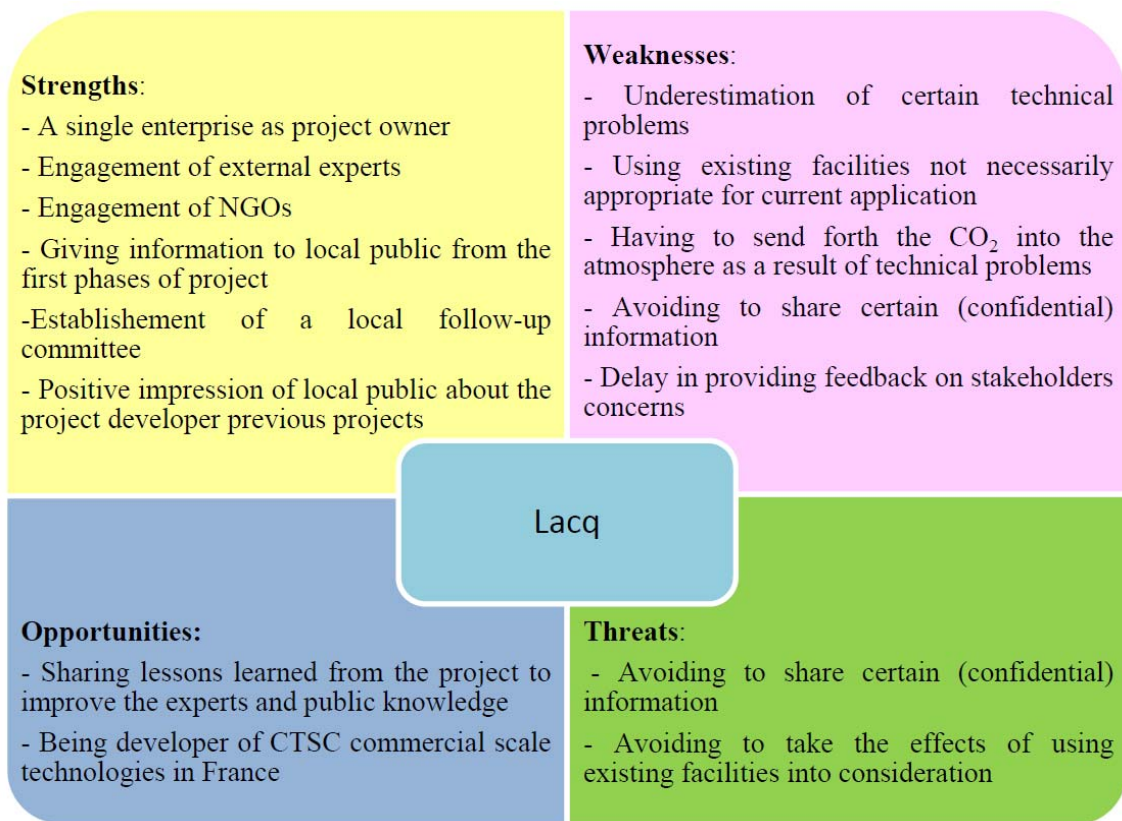 Strengths:
- A single enterprise as project owner
- Engagement of external experts
- Engagement of NGOs
- Giving information to local public from the
first phases of project
-Establishement of a local follow-up
committee
- Positive impression of local public about the
project developer previous projects
Weaknesses:
- Underestimation of certain technical
problems
- Using existing facilities not necessarily
appropriate for current application
- Having to send forth the CO₂ into the
atmosphere as a result of technical problems
- Avoiding to share certain (confidential)
information
- Delay in providing feedback on stakeholders
concerns
Lacq
Opportunities:
- Sharing lessons learned from the project to
improve the experts and public knowledge
- Being developer of CTSC commercial scale
technologies in France
Threats:
- Avoiding to share certain (confidential)
information
- Avoiding to take the effects of using
existing facilities into consideration